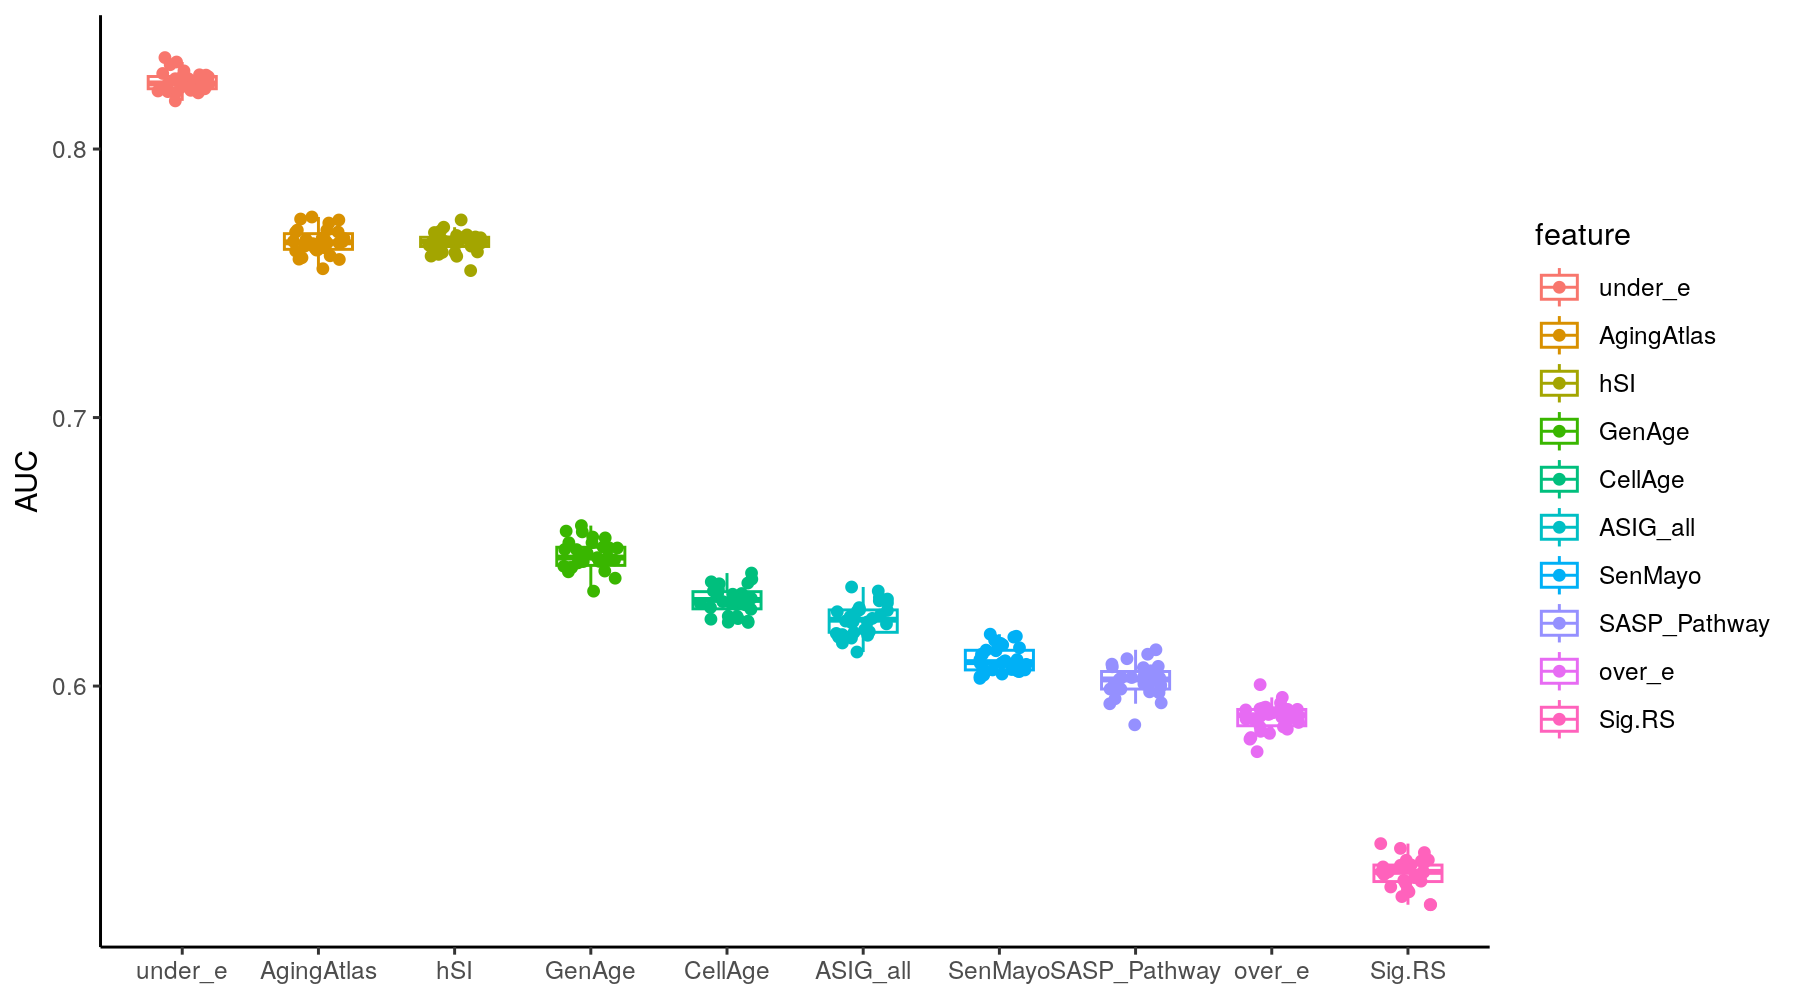 AUC
0.8
0.7
0.6
under_e AgingAtlas hSI GenAge CellAge ASIG_all SenMayo SASP_Pathway over_e Sig.RS
feature
under_e
AgingAtlas
hSI
GenAge
CellAge
ASIG_all
SenMayo
SASP_Pathway
over_e
Sig.RS